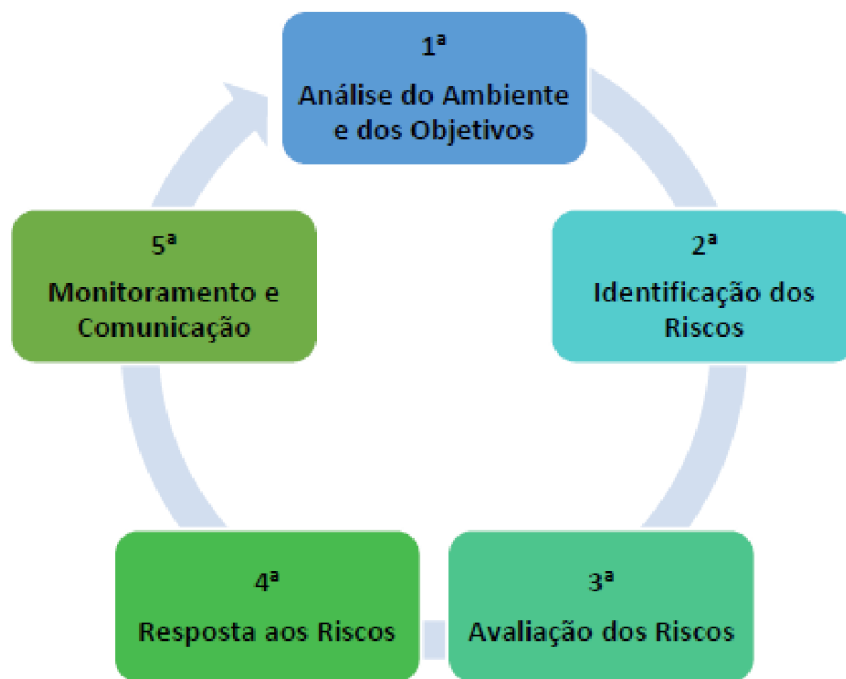 1ª
Análise do Ambiente
e dos Objetivos
2ª
Identificação dos
Riscos
3ª
Avaliação dos Riscos
4ª
Resposta aos Riscos
5ª
Monitoramento e
Comunicação